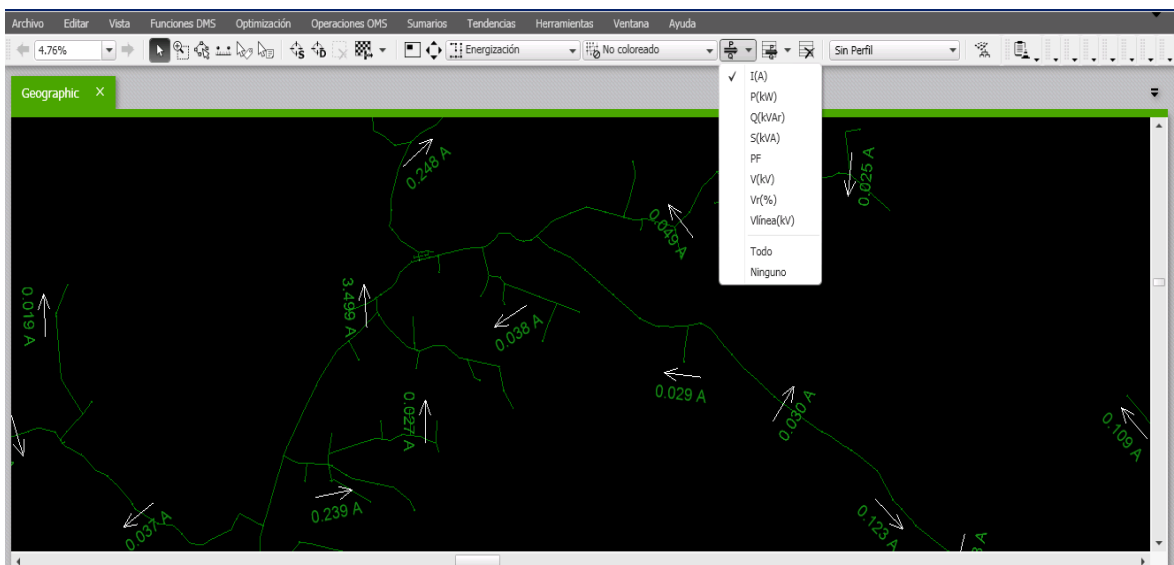 Archivo Editar Vista Funciones DMS Optimización Operaciones OMS Sumarios Tendencias Herramientas Ventana Ayuda
4.76% Energización No coloreado Sin Perfil
Geographic X
✓ I(A)
P(kW)
Q(kVAr)
S(kVA)
PF
V(kV)
Vr(%)
Vlínea(kV)
Todo
Ninguno
0.248 A
0.025 A
0.049 A
0.019 A
3.499 A
0.038 A
0.029 A
0.027 A
0.030 A
0.109 A
0.239 A
0.037 A
0.123 A